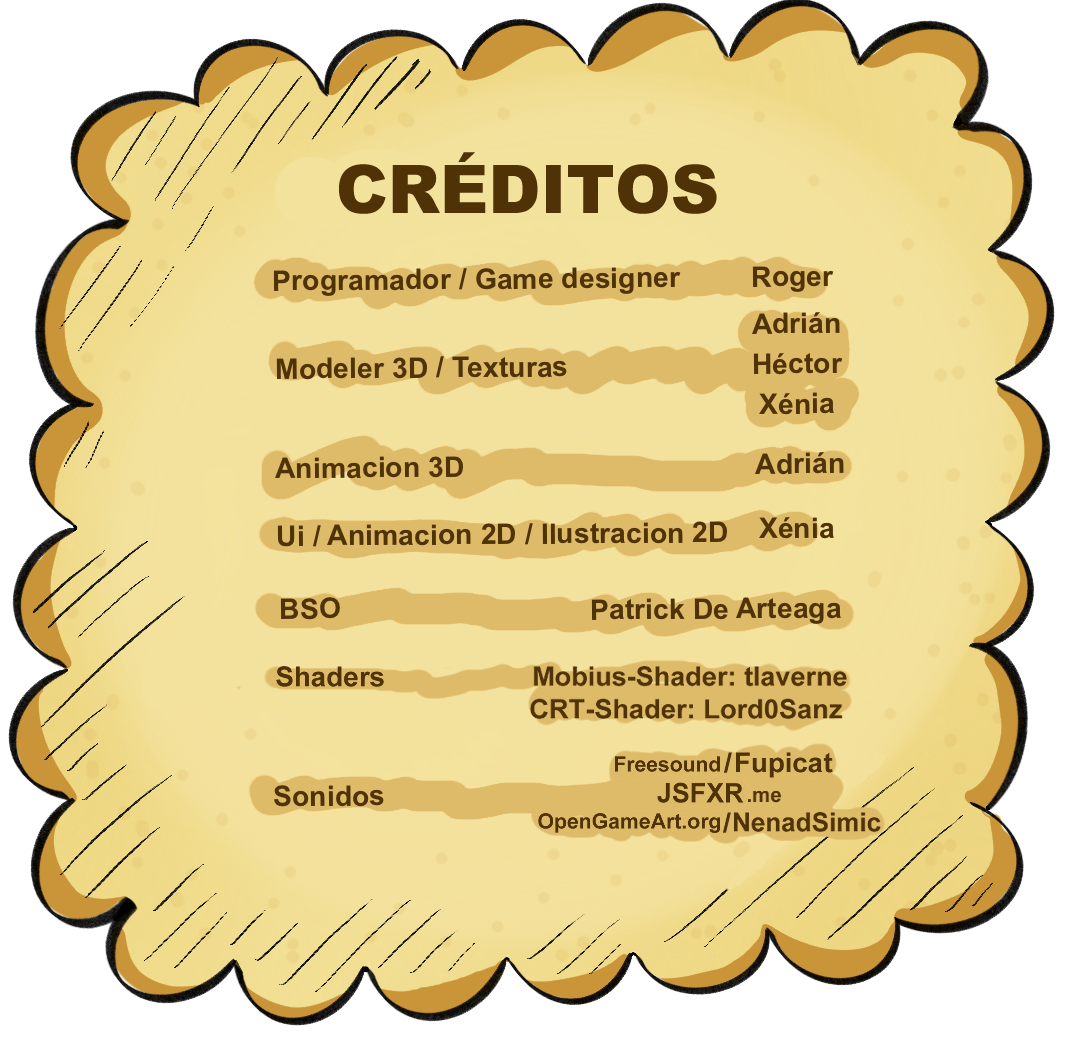 CRÉDITOS
Programador / Game designer Roger
Adrián
Modeler 3D / Texturas Héctor
Xénia
Animacion 3D Adrián
Ui / Animacion 2D / Ilustracion 2D Xénia
BSO Patrick De Arteaga
Shaders Mobius-Shader: tlaverne
CRT-Shader: Lord0Sanz
Freesound/Fupicat
Sonidos JSFXR.me
OpenGameArt.org/NenadSimic